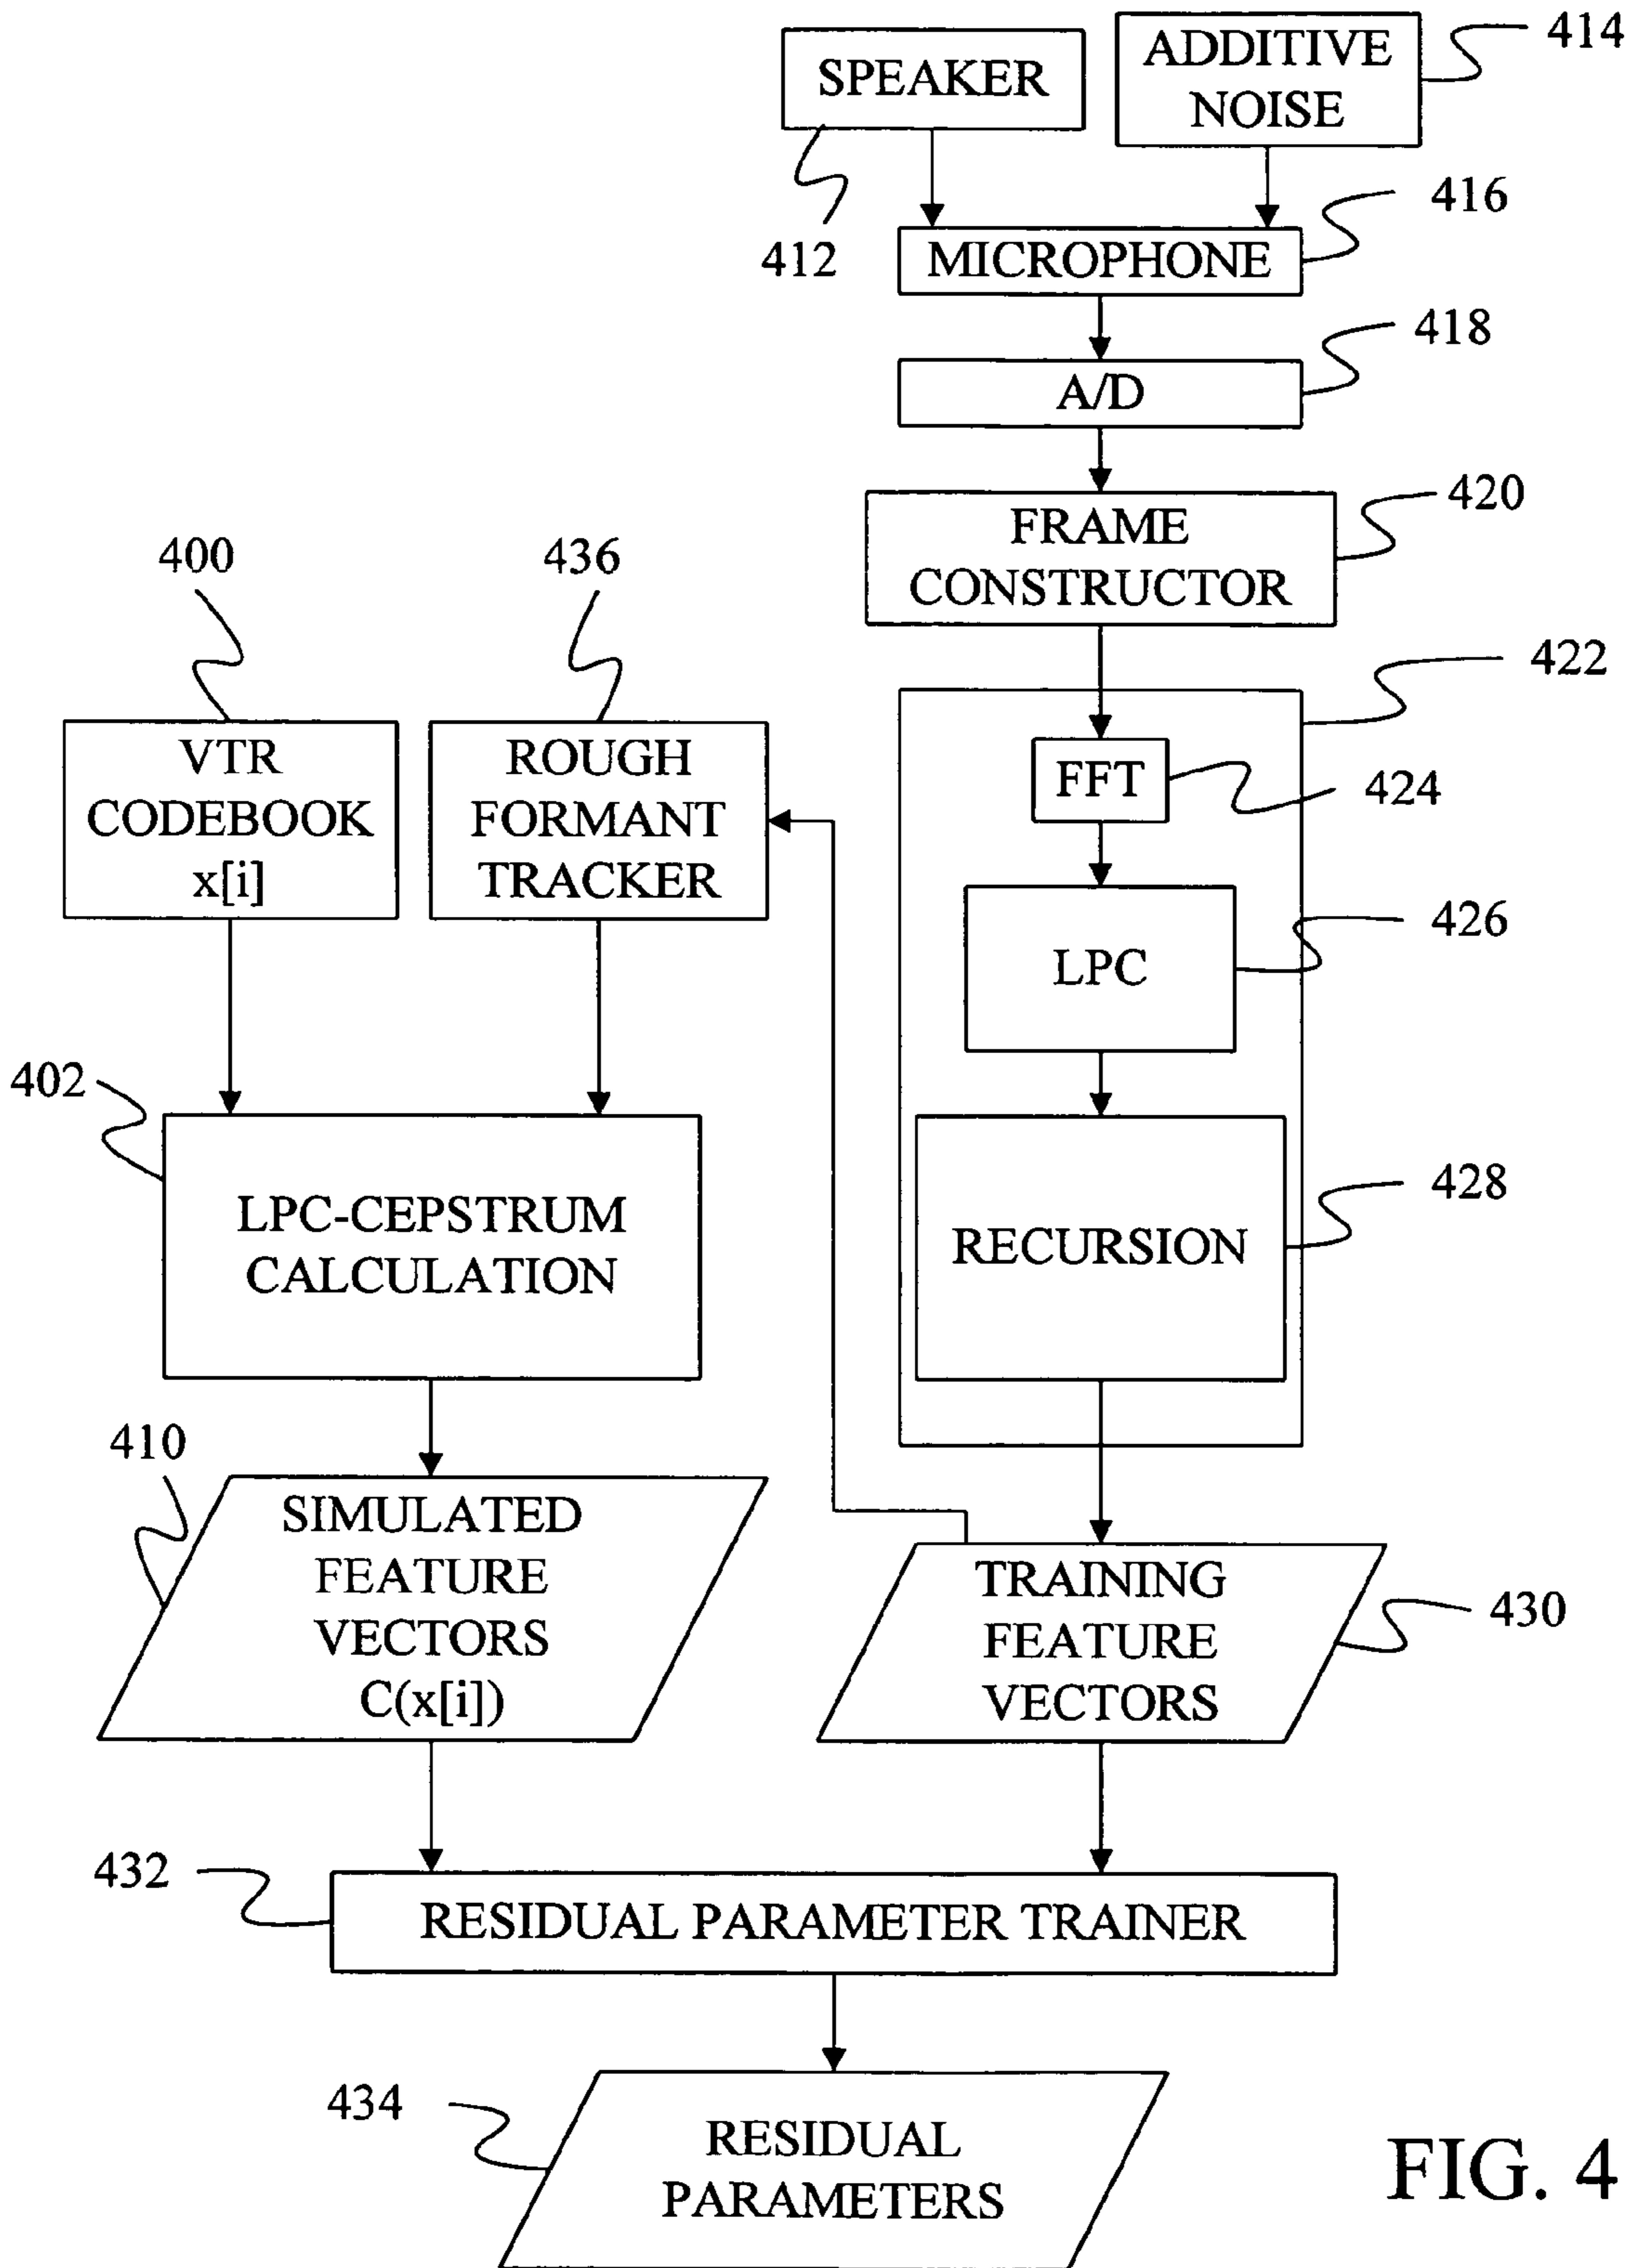 SPEAKER
412
ADDITIVE
NOISE
414
MICROPHONE
416
A/D
418
FRAME
CONSTRUCTOR
420
422
FFT
424
LPC
426
RECURSION
428
400
VTR
CODEBOOK
x[i]
436
ROUGH
FORMANT
TRACKER
402
LPC-CEPSTRUM
CALCULATION
410
SIMULATED
FEATURE
VECTORS
C(x[i])
TRAINING
FEATURE
VECTORS
430
432
RESIDUAL PARAMETER TRAINER
434
RESIDUAL
PARAMETERS
FIG. 4